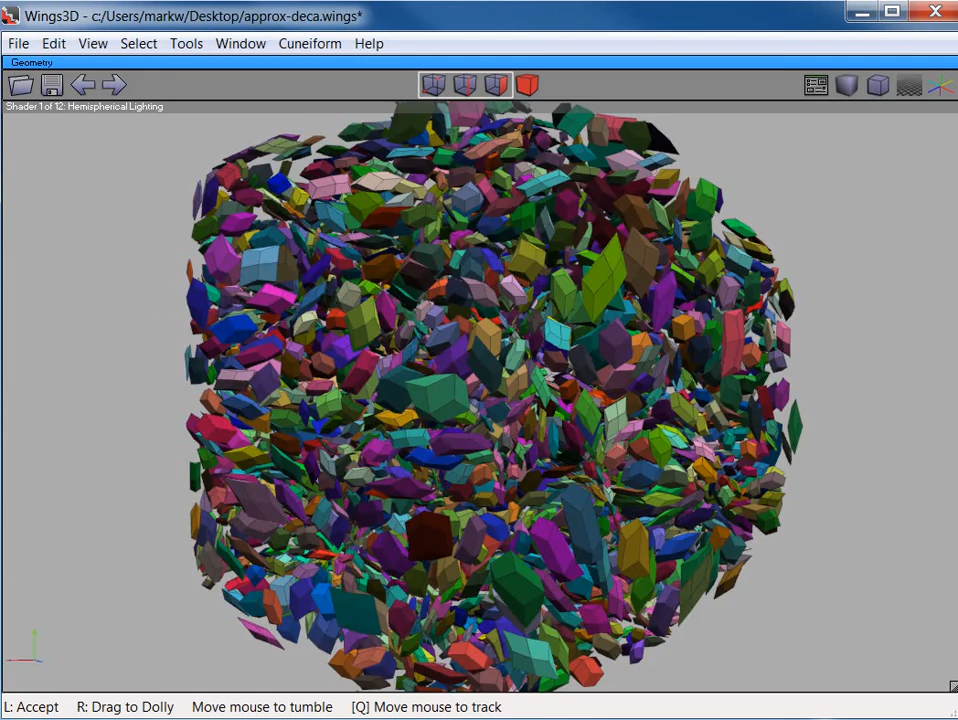 Wings3D - c:/Users/markw/Desktop/approx-deca.wings*
File Edit View Select Tools Window Cuneiform Help
Geometry
Shader 1 of 12: Hemispherical Lighting
L: Accept R: Drag to Dolly Move mouse to tumble [Q] Move mouse to track